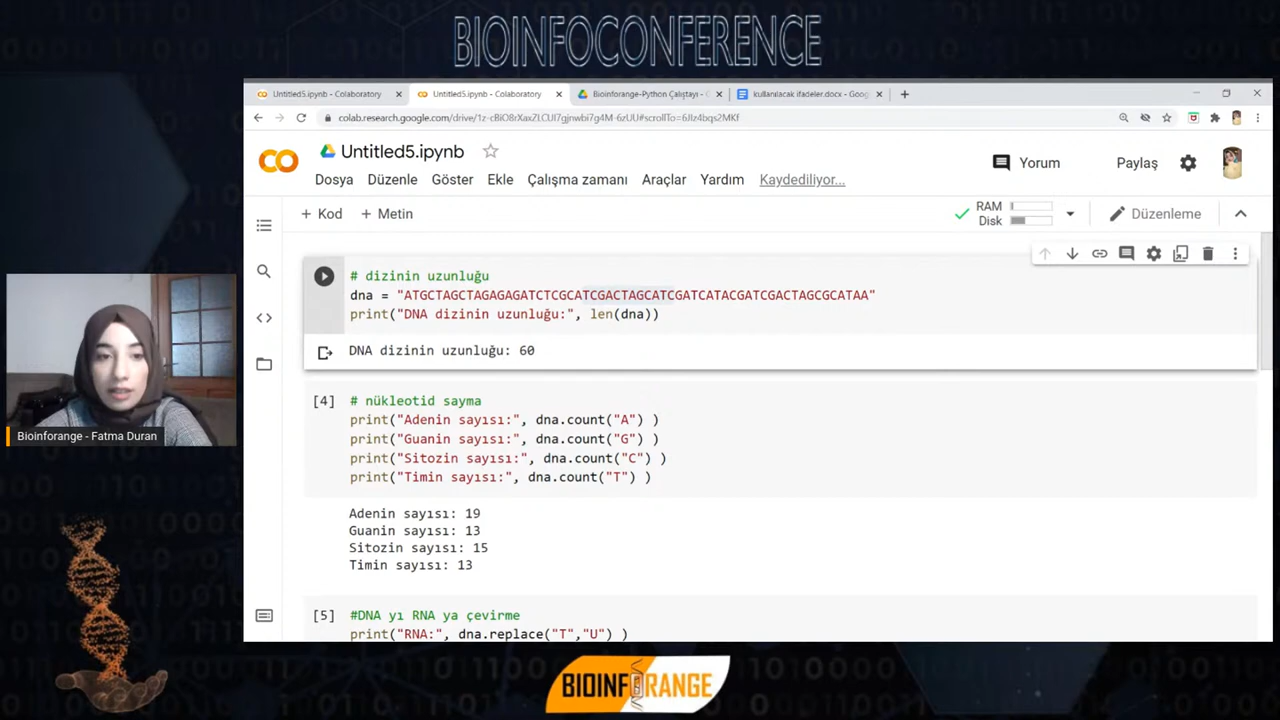 BIOINFOCONFERENCE
Untitled5.ipynb - Colaboratory
Untitled5.ipynb - Colaboratory
Bioinforange-Python Çalıştayı - G
kullanılacak ifadeler.docx - Goog
Untitled5.ipynb
Dosya Düzenle Göster Ekle Çalışma zamanı Araçlar Yardım Kaydediliyor...
Yorum Paylaş
+ Kod + Metin
RAM
Disk
Düzenleme
# dizinin uzunluğu
dna = "ATGCTAGCTAGAGAGATCTCGCATCGACTAGCATCGATCATACGATCGACTAGCGCATAA"
print("DNA dizinin uzunluğu:", len(dna))
DNA dizinin uzunluğu: 60
[4] # nükleotid sayma
print("Adenin sayısı:", dna.count("A") )
print("Guanin sayısı:", dna.count("G") )
print("Sitozin sayısı:", dna.count("C") )
print("Timin sayısı:", dna.count("T") )
Adenin sayısı: 19
Guanin sayısı: 13
Sitozin sayısı: 15
Timin sayısı: 13
[5] #DNA yı RNA ya çevirme
print("RNA:", dna.replace("T","U") )
Bioinforange - Fatma Duran
BIOINFORANGE